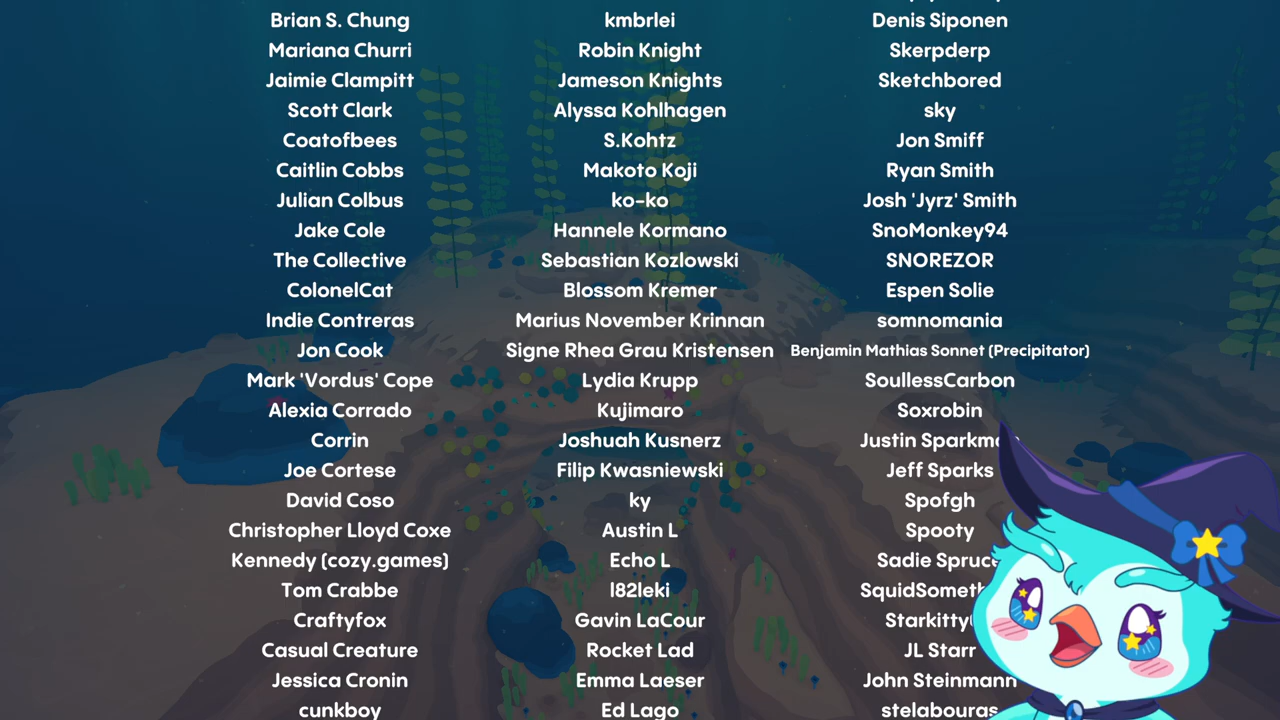 Brian S. Chung
Mariana Churri
Jaimie Clampitt
Scott Clark
Coatofbees
Caitlin Cobbs
Julian Colbus
Jake Cole
The Collective
ColonelCat
Indie Contreras
Jon Cook
Mark 'Vordus' Cope
Alexia Corrado
Corrin
Joe Cortese
David Coso
Christopher Lloyd Coxe
Kennedy (cozy.games)
Tom Crabbe
Craftyfox
Casual Creature
Jessica Cronin
cunkboy
kmbrlei
Robin Knight
Jameson Knights
Alyssa Kohlhagen
S.Kohtz
Makoto Koji
ko-ko
Hannele Kormano
Sebastian Kozlowski
Blossom Kremer
Marius November Krinnan
Signe Rhea Grau Kristensen
Lydia Krupp
Kujimaro
Joshuah Kusnerz
Filip Kwasniewski
ky
Austin L
Echo L
l82leki
Gavin LaCour
Rocket Lad
Emma Laeser
Ed Lago
Denis Siponen
Skerpderp
Sketchbored
sky
Jon Smiff
Ryan Smith
Josh 'Jyrz' Smith
SnoMonkey94
SNOREZOR
Espen Solie
somnomania
Benjamin Mathias Sonnet (Precipitator)
SoullessCarbon
Soxrobin
Justin
Jeff Sparks
Spofgh
Spooty
Sadie
JL Starr
John Steinmann
stelabouras